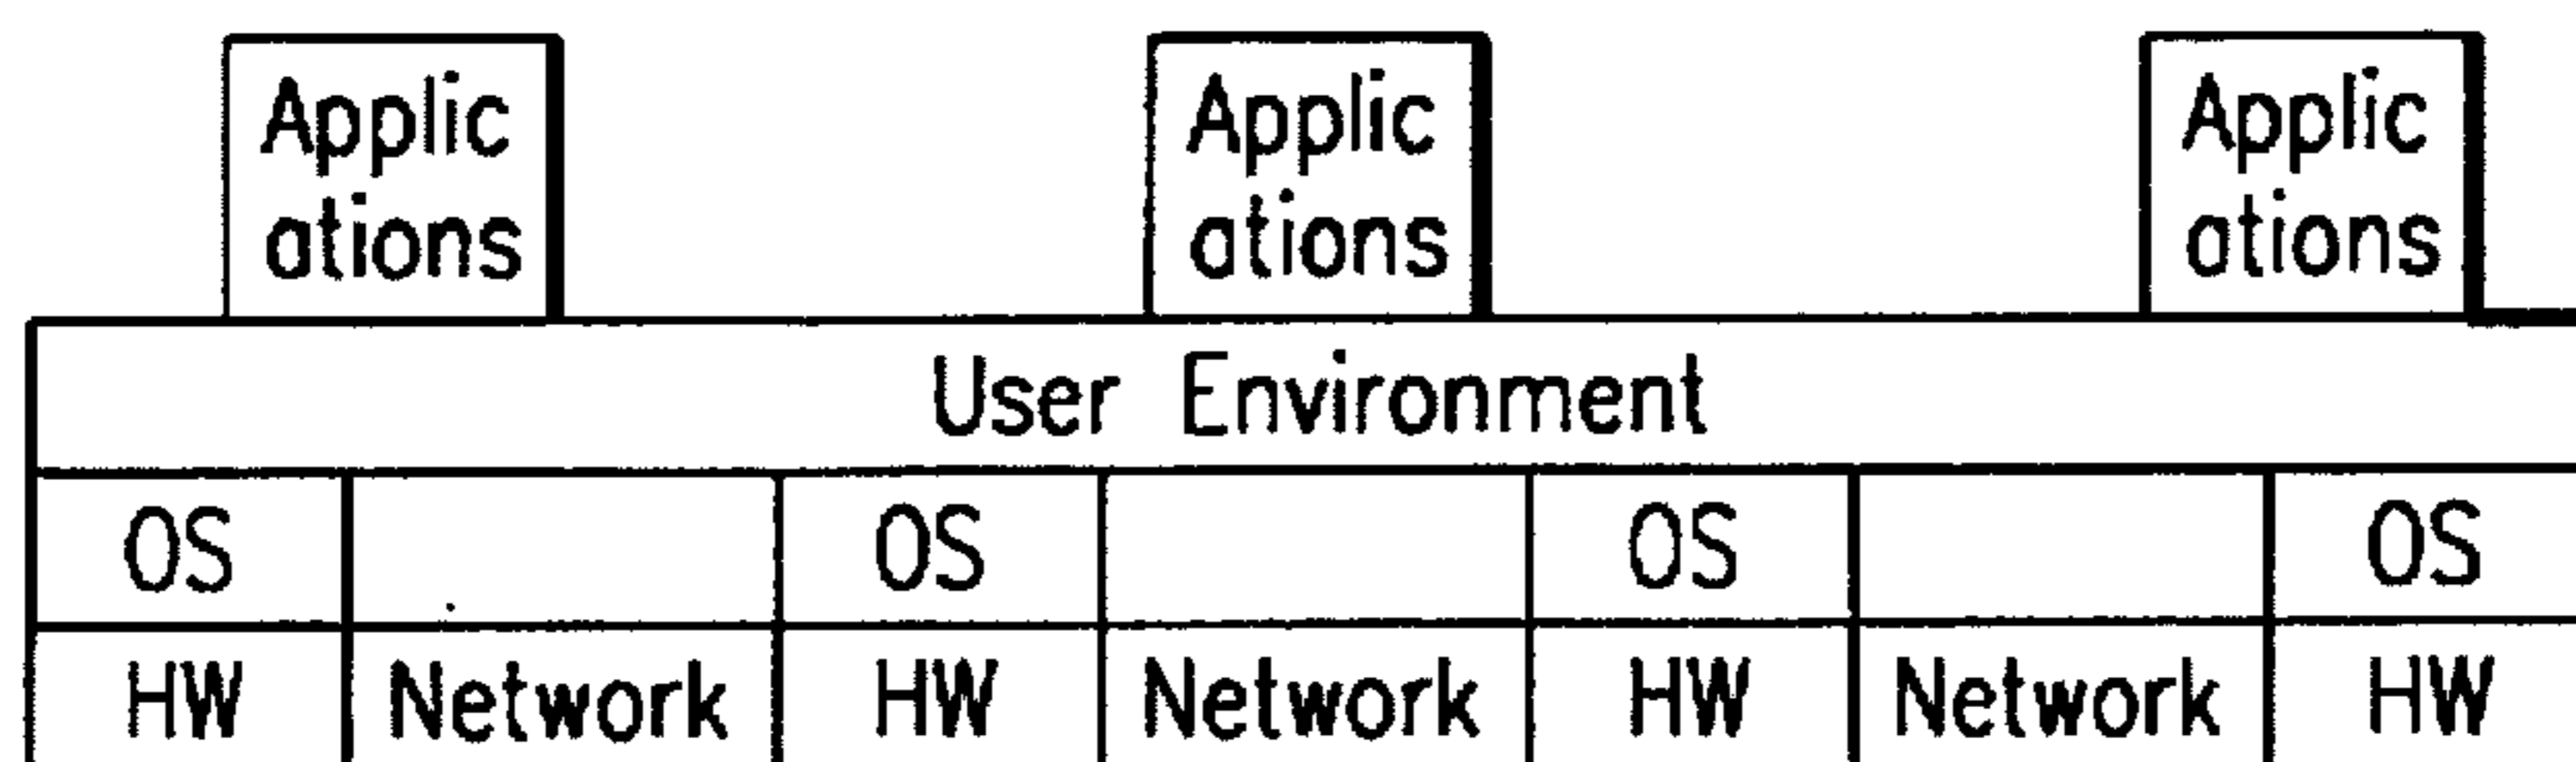 Applic Applic Applic
ations ations ations
User Environment
OS OS OS OS
HW Network HW Network HW Network HW